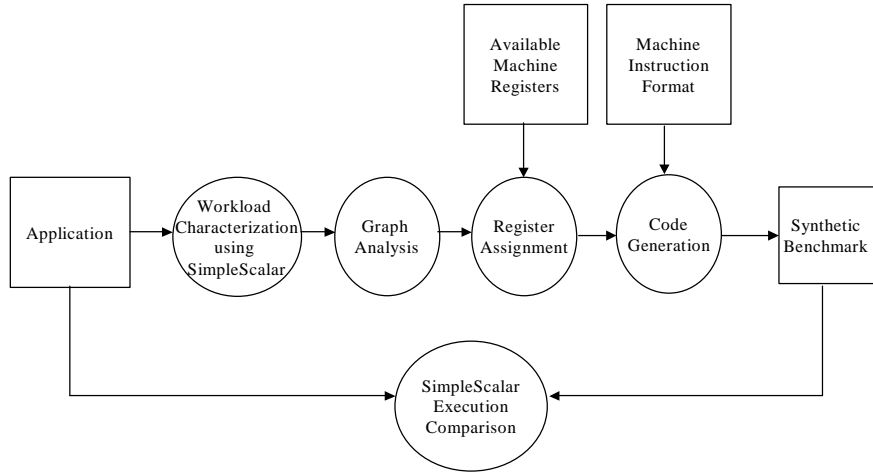 Available
Machine
Registers
Machine
Instruction
Format
Application
Workload
Characterization
using
SimpleScalar
Graph
Analysis
Register
Assignment
Code
Generation
Synthetic
Benchmark
SimpleScalar
Execution
Comparison